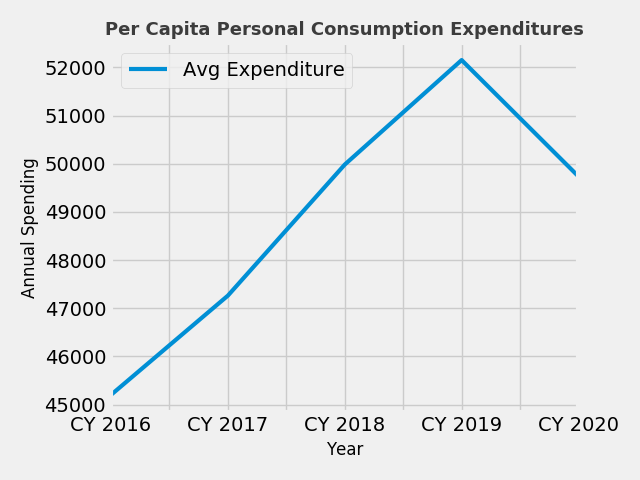 Per Capita Personal Consumption Expenditures
Avg Expenditure
52000
51000
50000
49000
48000
47000
46000
45000
Annual Spending
CY 2016 CY 2017 CY 2018 CY 2019 CY 2020
Year